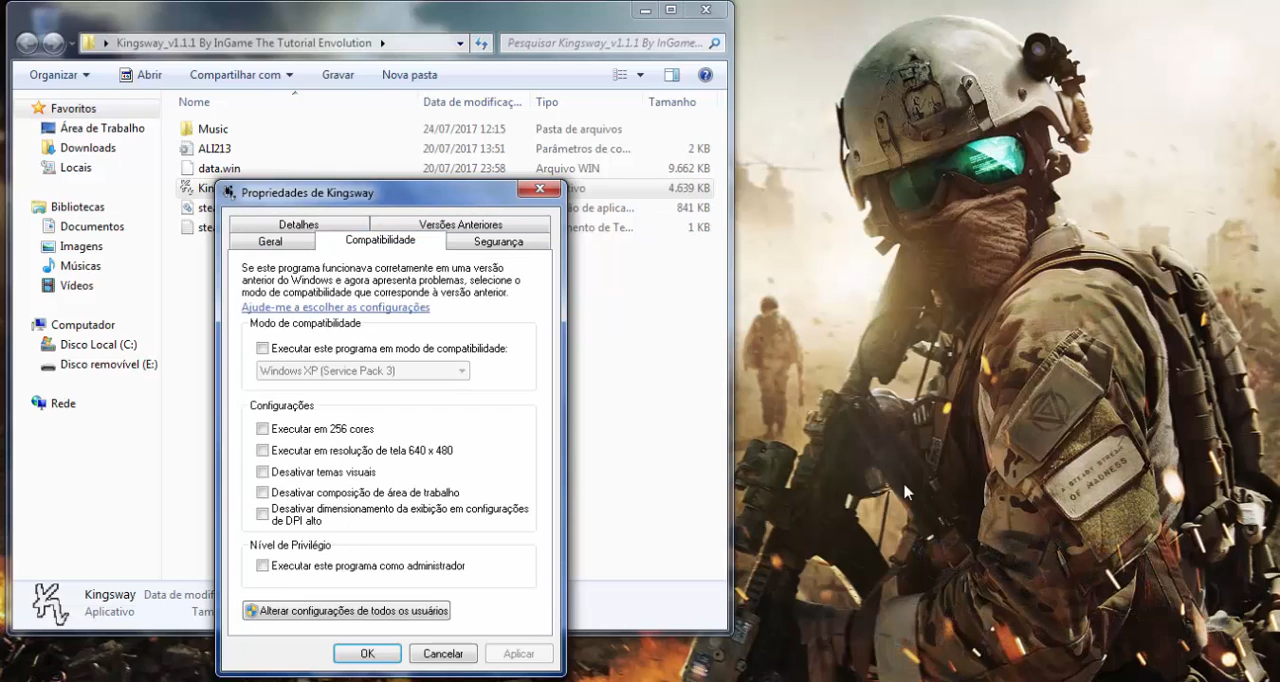 Kingsway_v1.1.1 By InGame The Tutorial Envolution
Pesquisar Kingsway_v1.1.1 By InGame...
Organizar Abrir Compartilhar com Gravar Nova pasta
Nome Data de modificaç... Tipo Tamanho
Favoritos
Área de Trabalho
Downloads
Locais
Bibliotecas
Documentos
Imagens
Músicas
Vídeos
Computador
Disco Local (C:)
Disco removível (E:)
Rede
Music 24/07/2017 12:15 Pasta de arquivos
ALI213 20/07/2017 13:51 Parâmetros de co... 2 KB
data.win 20/07/2017 23:58 Arquivo WIN 9.662 KB
Kin tivo 4.639 KB
ste ão de aplica... 841 KB
ste ento de Te... 1 KB
Propriedades de Kingsway
Detalhes Versões Anteriores
Geral Compatibilidade Segurança
Se este programa funcionava corretamente em uma versão
anterior do Windows e agora apresenta problemas, selecione o
modo de compatibilidade que corresponde à versão anterior.
Ajude-me a escolher as configurações
Modo de compatibilidade
Executar este programa em modo de compatibilidade:
Windows XP (Service Pack 3)
Configurações
Executar em 256 cores
Executar em resolução de tela 640 x 480
Desativar temas visuais
Desativar composição de área de trabalho
Desativar dimensionamento da exibição em configurações
de DPI alto
Nível de Privilégio
Executar este programa como administrador
Alterar configurações de todos os usuários
OK Cancelar Aplicar
Kingsway Data de modif
Aplicativo Tam
A STEADY STREAM
OF MADNESS